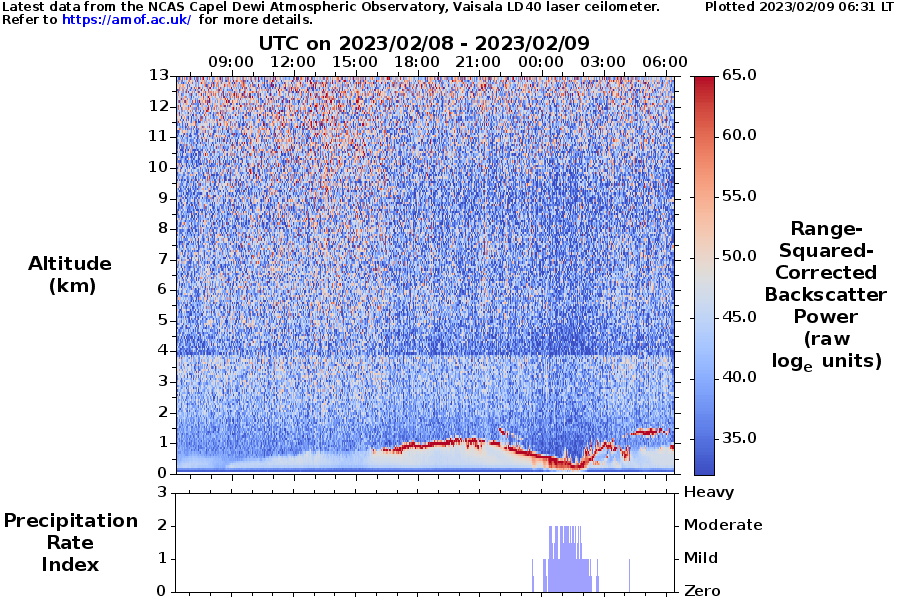 Latest data from the NCAS Capel Dewi Atmospheric Observatory, Vaisala LD40 laser ceilometer.
Plotted 2023/02/09 06:31 LT
Refer to https://amof.ac.uk/ for more details.
UTC on 2023/02/08 - 2023/02/09
09:00 12:00 15:00 18:00 21:00 00:00 03:00 06:00
13
12
11
10
9
8
7
6
5
4
3
2
1
0
Altitude
(km)
65.0
60.0
55.0
50.0
45.0
40.0
35.0
Range-
Squared-
Corrected
Backscatter
Power
(raw
loge units)
Precipitation
Rate
Index
3
2
1
0
Heavy
Moderate
Mild
Zero